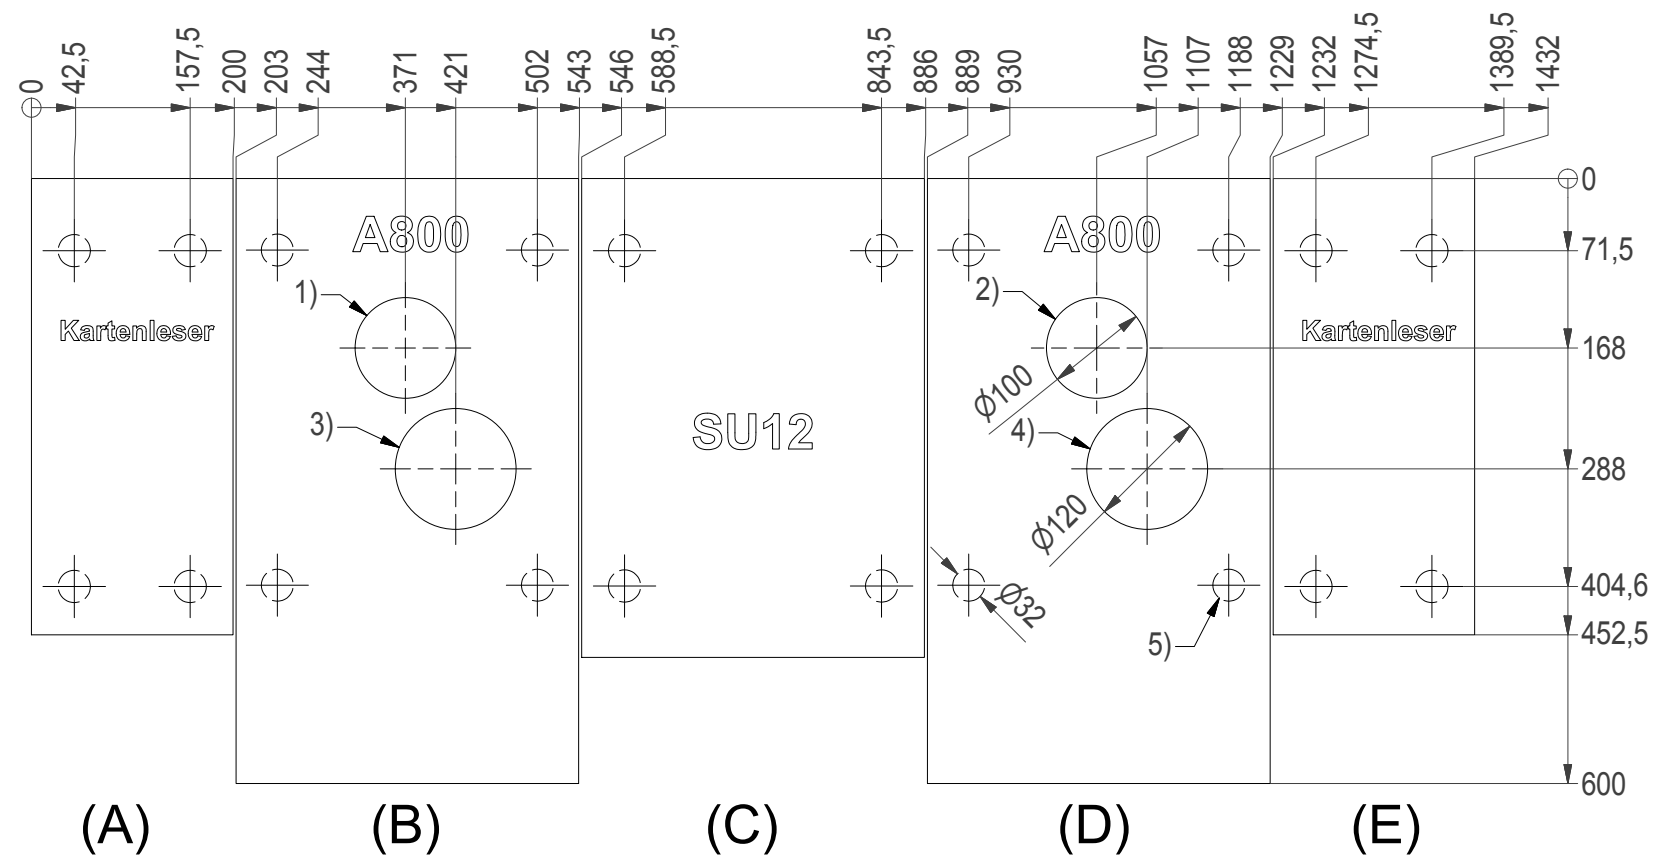 0
42,5
157,5
200
203
244
371
421
502
543
546
588,5
843,5
886
889
930
1057
1107
1188
1229
1232
1274,5
1389,5
1432
0
A800
A800
71,5
1)
2)
Kartenleser
Kartenleser
168
Ø100
3)
SU12
4)
288
Ø120
Ø32
404,6
5)
452,5
600
(A)
(B)
(C)
(D)
(E)